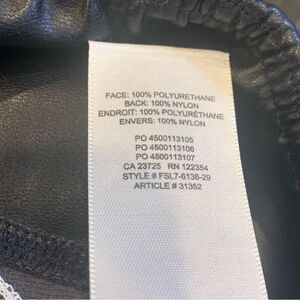 FACE: 100% POLYURETHANE
BACK: 100% NYLON
ENDROIT: 100% POLYURÉTHANE
ENVERS: 100% NYLON
PO 4500113105
PO 4500113106
PO 4500113107
CA 23725 RN 122354
STYLE # FSL7-6136-29
ARTICLE # 31352